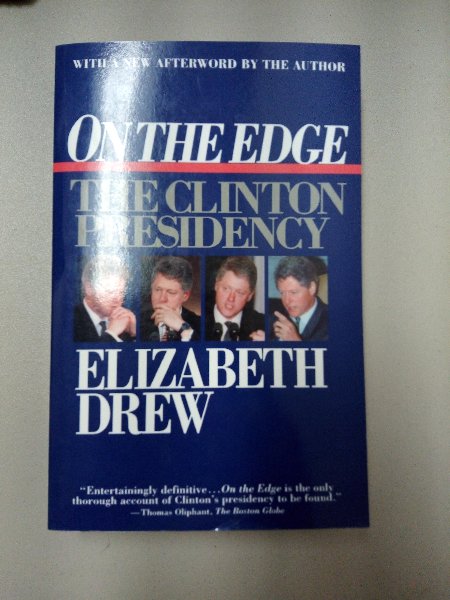 WITH A NEW AFTERWORD BY THE AUTHOR
ON THE EDGE
THE CLINTON
PRESIDENCY
ELIZABETH
DREW
“Entertainingly definitive...On the Edge is the only
thorough account of Clinton's presidency to be found.”
—Thomas Oliphant, The Boston Globe